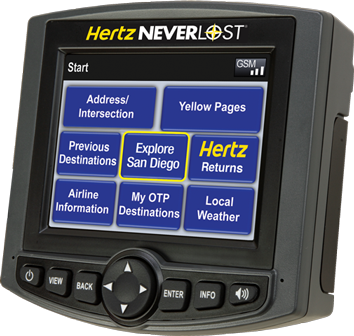 Hertz NEVERLOST
Start
GSM
Address/
Intersection
Yellow Pages
Previous
Destinations
Explore
San Diego
Hertz
Returns
Airline
Information
My OTP
Destinations
Local
Weather
VIEW
BACK
ENTER
INFO